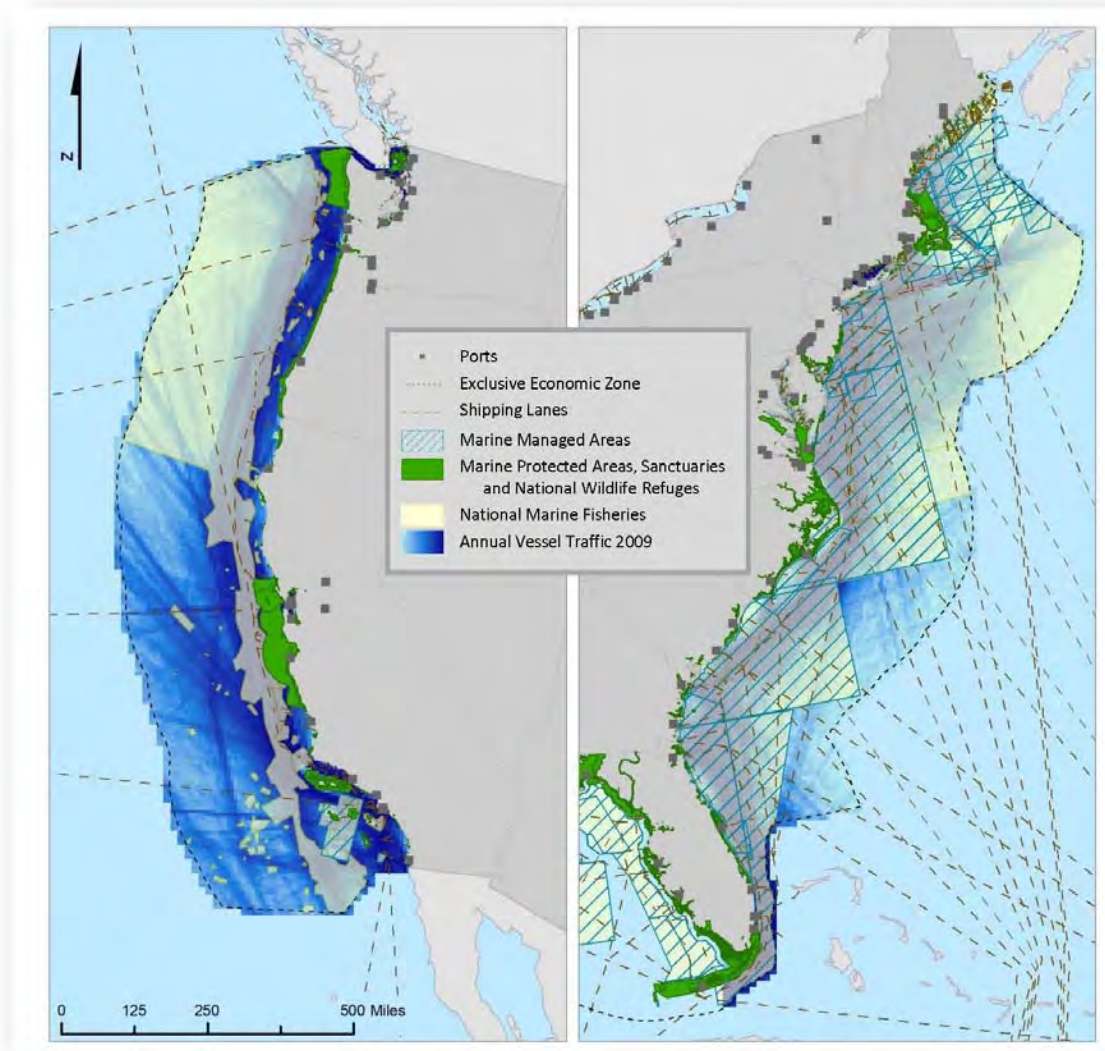 N
Ports
Exclusive Economic Zone
Shipping Lanes
Marine Managed Areas
Marine Protected Areas, Sanctuaries
and National Wildlife Refuges
National Marine Fisheries
Annual Vessel Traffic 2009
0 125 250 500 Miles